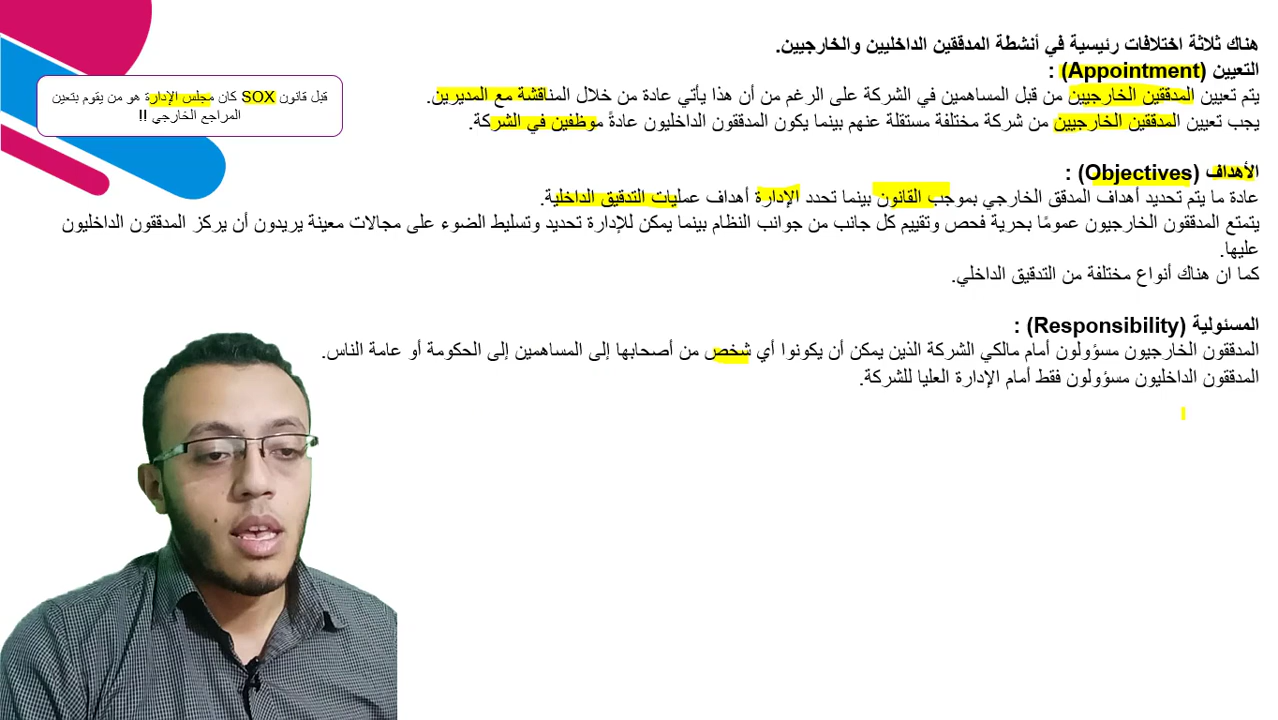 هناك ثلاثة اختلافات رئيسية في أنشطة المدققين الداخليين والخارجيين.
التعيين (Appointment) :
يتم تعيين المدققين الخارجيين من قبل المساهمين في الشركة على الرغم من أن هذا يأتي عادة من خلال المناقشة مع المديرين.
يجب تعيين المدققين الخارجيين من شركة مختلفة مستقلة عنهم بينما يكون المدققون الداخليون عادةً موظفين في الشركة.
قبل قانون SOX كان مجلس الإدارة هو من يقوم بتعين
المراجع الخارجي !!
الأهداف (Objectives) :
عادة ما يتم تحديد أهداف المدقق الخارجي بموجب القانون بينما تحدد الإدارة أهداف عمليات التدقيق الداخلية.
يتمتع المدققون الخارجيون عمومًا بحرية فحص وتقييم كل جانب من جوانب النظام بينما يمكن للإدارة تحديد وتسليط الضوء على مجالات معينة يريدون أن يركز المدققون الداخليون
عليها.
كما ان هناك أنواع مختلفة من التدقيق الداخلي.
المسئولية (Responsibility) :
المدققون الخارجيون مسؤولون أمام مالكي الشركة الذين يمكن أن يكونوا أي شخص من أصحابها إلى المساهمين إلى الحكومة أو عامة الناس.
المدققون الداخليون مسؤولون فقط أمام الإدارة العليا للشركة.